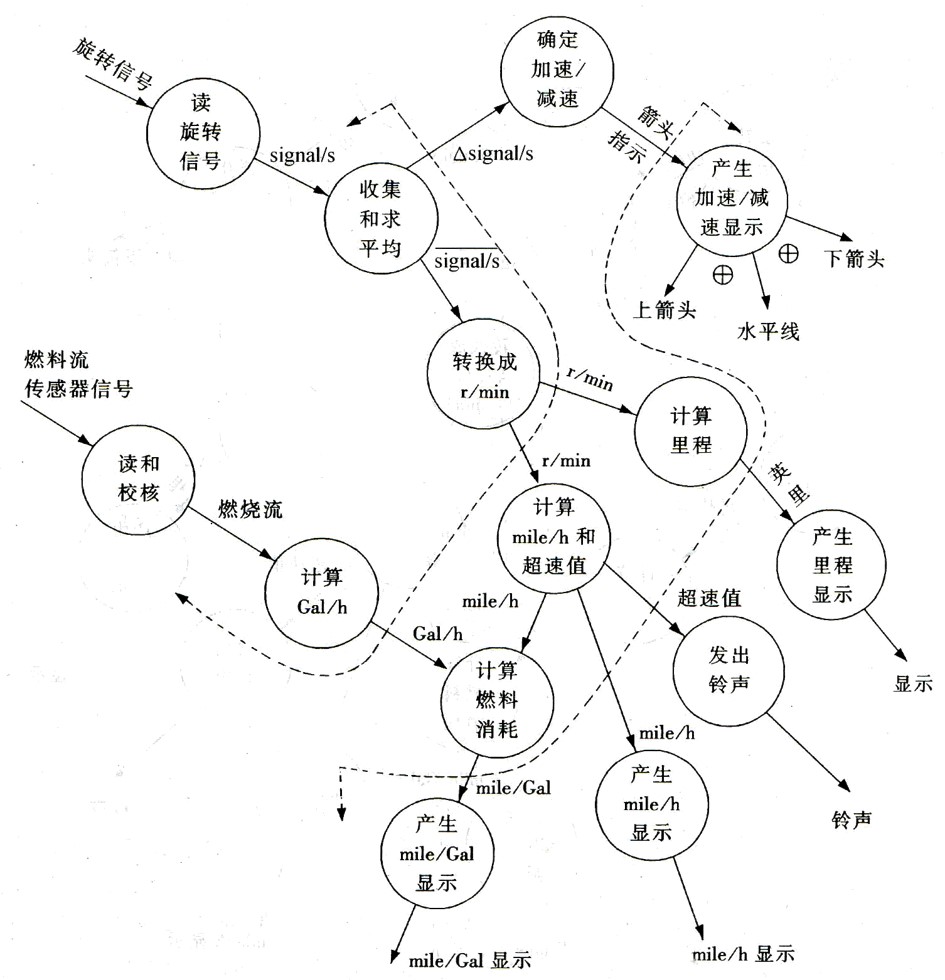 旋转信号
读
旋转
信号
signal/s
收集
和求
平均
Δsignal/s
确定
加速/
减速
箭头
指示
产生
加速/减
速显示
上箭头
⊕
水平线
⊕
下箭头
signal/s
转换成
r/min
r/min
计算
里程
英
里
产生
里程
显示
显示
r/min
计算
mile/h 和
超速值
燃料流
传感器信号
读和
校核
燃烧流
计算
Gal/h
Gal/h
mile/h
计算
燃料
消耗
超速值
发出
铃声
铃声
mile/h
产生
mile/h
显示
mile/h 显示
mile/Gal
产生
mile/Gal
显示
mile/Gal 显示